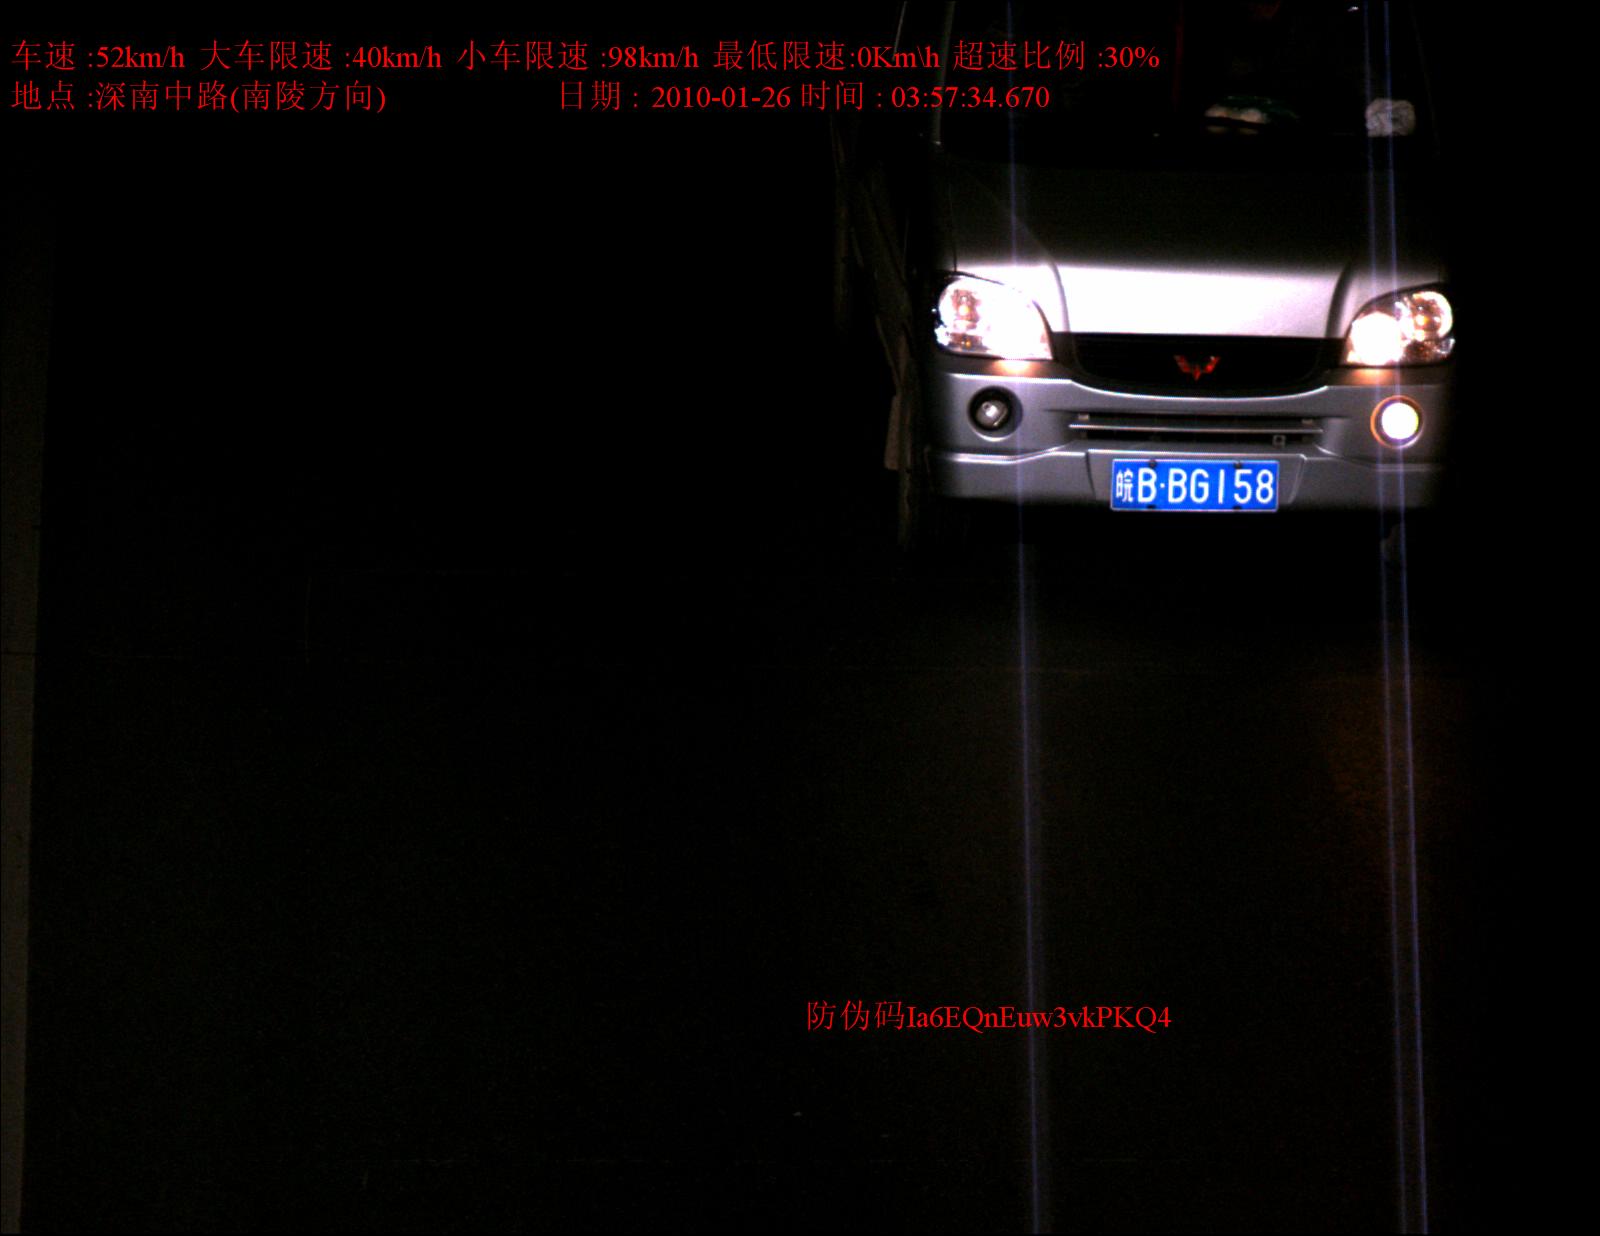 车速 :52km/h 大车限速 :40km/h 小车限速 :98km/h 最低限速:0Km\h 超速比例 :30%
地点 :深南中路(南陵方向) 日期 : 2010-01-26 时间 : 03:57:34.670
皖B·BG158
防伪码Ia6EQnEuw3vkPKQ4